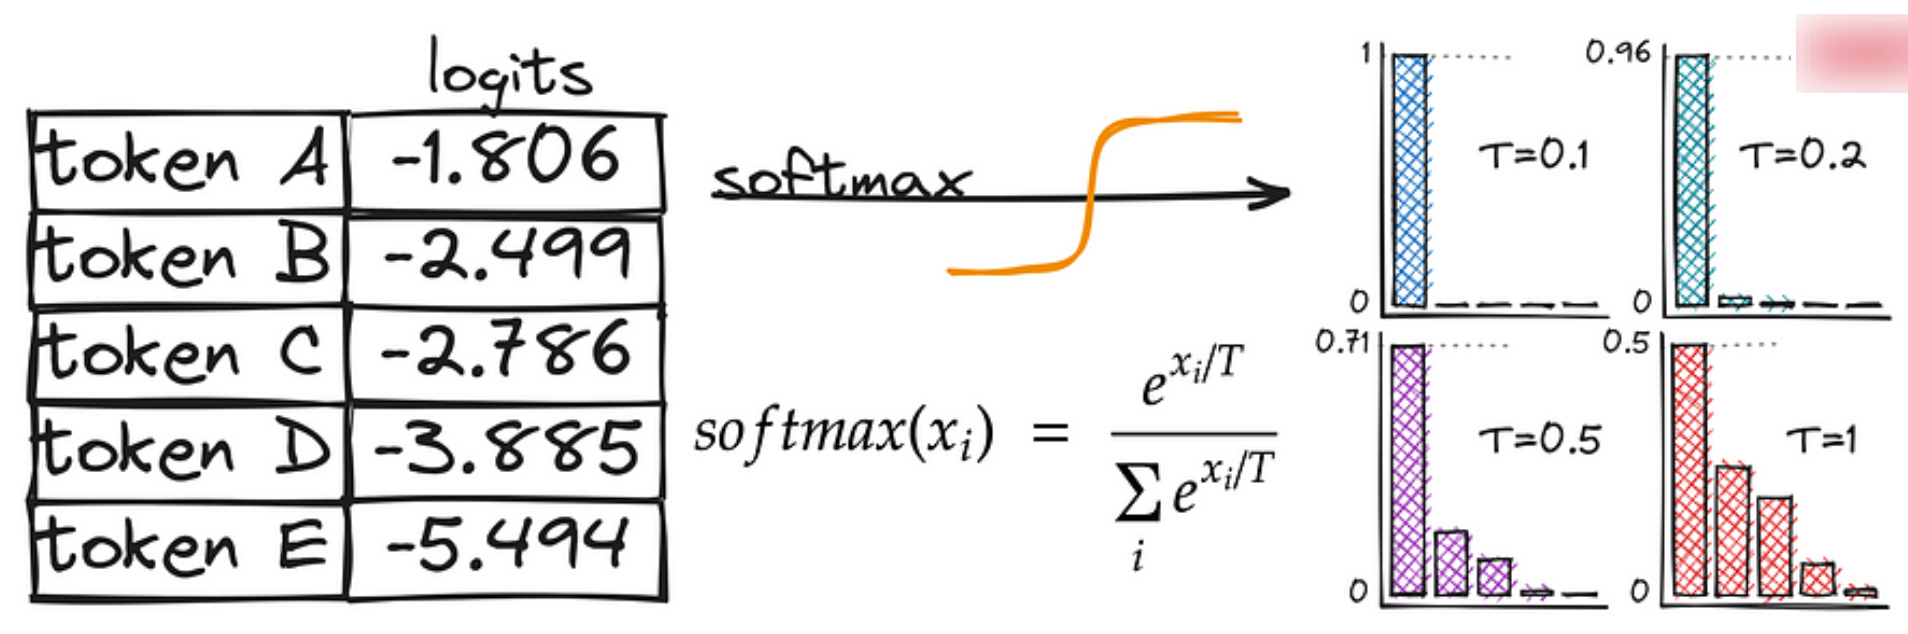 logits
token A -1.806
token B -2.499
token C -2.786
token D -3.885
token E -5.494
softmax
softmax(x_i) = e^{x_i/T} / ∑_i e^{x_i/T}
1
T=0.1
0
0.96
T=0.2
0
0.71
T=0.5
0
0.5
T=1
0